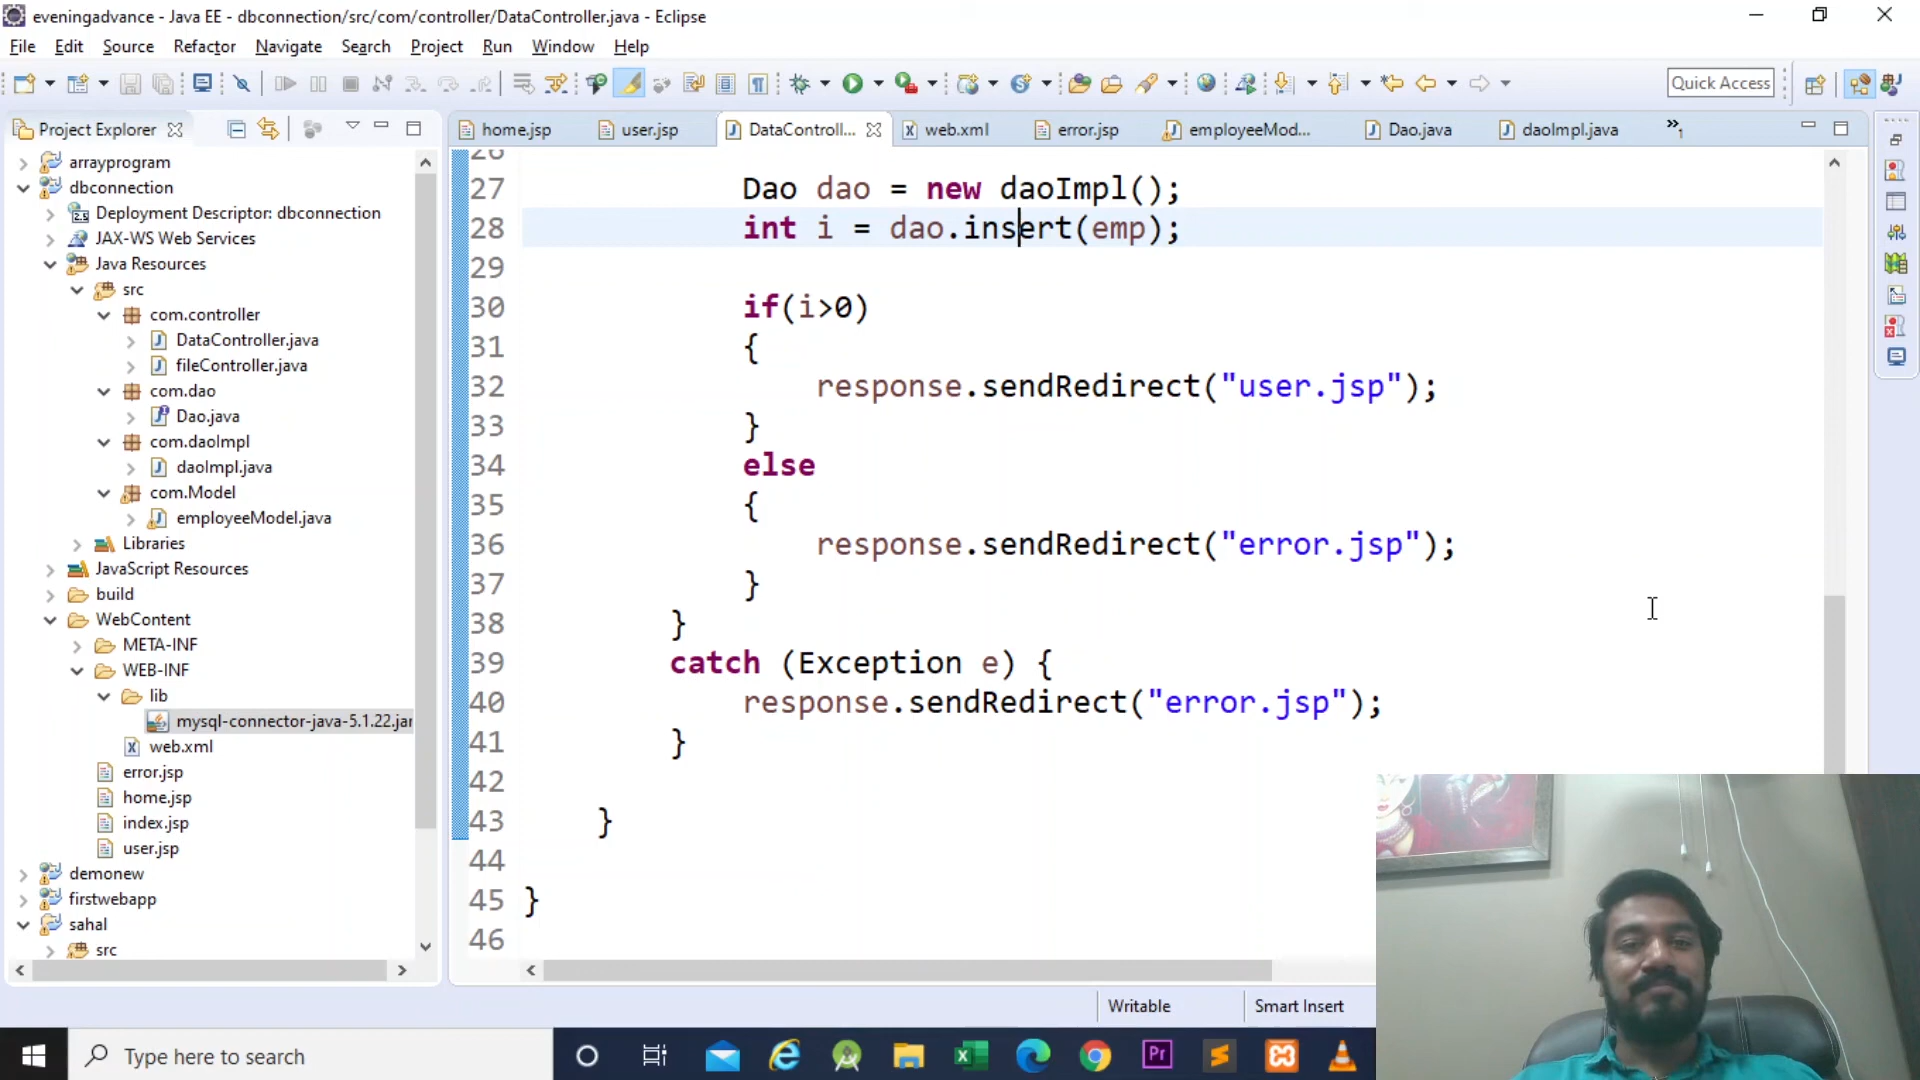 eveningadvance - Java EE - dbconnection/src/com/controller/DataController.java - Eclipse
File Edit Source Refactor Navigate Search Project Run Window Help
Quick Access
Project Explorer
home.jsp user.jsp DataControll... web.xml error.jsp employeeMod... Dao.java daoImpl.java »1
arrayprogram
dbconnection
Deployment Descriptor: dbconnection
JAX-WS Web Services
Java Resources
src
com.controller
DataController.java
fileController.java
com.dao
Dao.java
com.daoImpl
daoImpl.java
com.Model
employeeModel.java
Libraries
JavaScript Resources
build
WebContent
META-INF
WEB-INF
lib
mysql-connector-java-5.1.22.jar
web.xml
error.jsp
home.jsp
index.jsp
user.jsp
demonew
firstwebapp
sahal
src
26
27 Dao dao = new daoImpl();
28 int i = dao.insert(emp);
29
30 if(i>0)
31 {
32 response.sendRedirect("user.jsp");
33 }
34 else
35 {
36 response.sendRedirect("error.jsp");
37 }
38 }
39 catch (Exception e) {
40 response.sendRedirect("error.jsp");
41 }
42
43 }
44
45 }
46
Writable Smart Insert
Type here to search
Pr